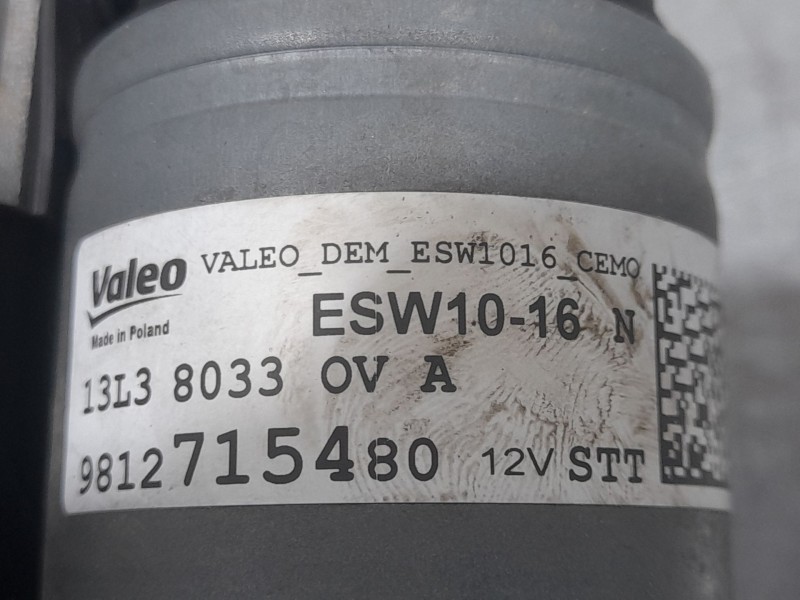 Valeo VALEO_DEM_ESW1016_CEMO
Made in Poland
ESW10-16 N
13L3 8033 OV A
9812715480 12V STT